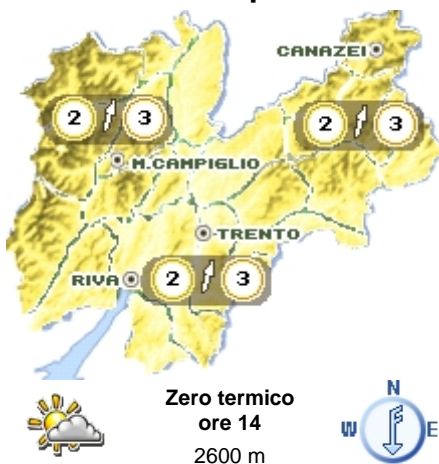 CANAZEI
2 3
2 3
M.CAMPIGLIO
TRENTO
RIVA
2 3
Zero termico
ore 14
2600 m
N
W E